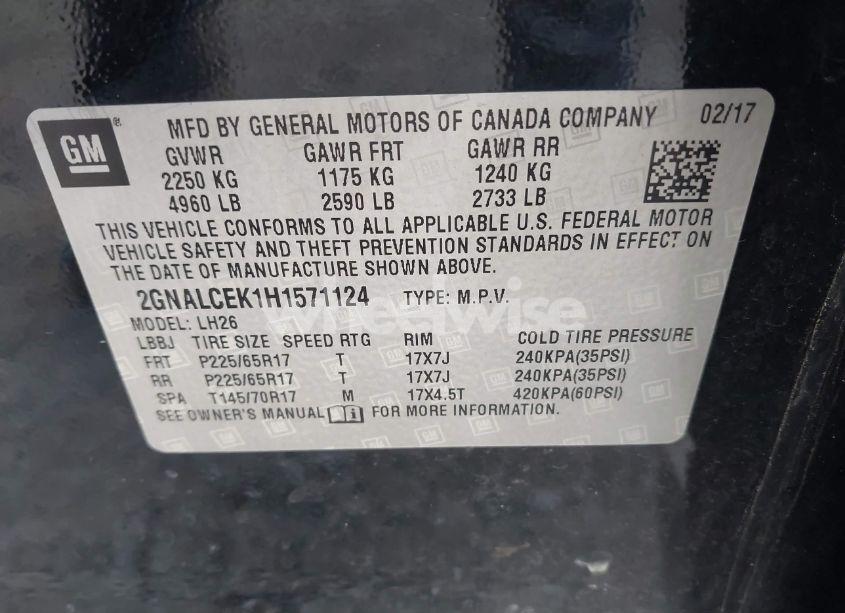 GM
MFD BY GENERAL MOTORS OF CANADA COMPANY 02/17
GVWR GAWR FRT GAWR RR
2250 KG 1175 KG 1240 KG
4960 LB 2590 LB 2733 LB
THIS VEHICLE CONFORMS TO ALL APPLICABLE U.S. FEDERAL MOTOR
VEHICLE SAFETY AND THEFT PREVENTION STANDARDS IN EFFECT ON
THE DATE OF MANUFACTURE SHOWN ABOVE.
2GNALCEK1H1571124 TYPE: M.P.V.
wheelwise
MODEL: LH26
LBBJ TIRE SIZE SPEED RTG RIM COLD TIRE PRESSURE
FRT P225/65R17 T 17X7J 240KPA(35PSI)
RR P225/65R17 T 17X7J 240KPA(35PSI)
SPA T145/70R17 M 17X4.5T 420KPA(60PSI)
SEE OWNER'S MANUAL FOR MORE INFORMATION.